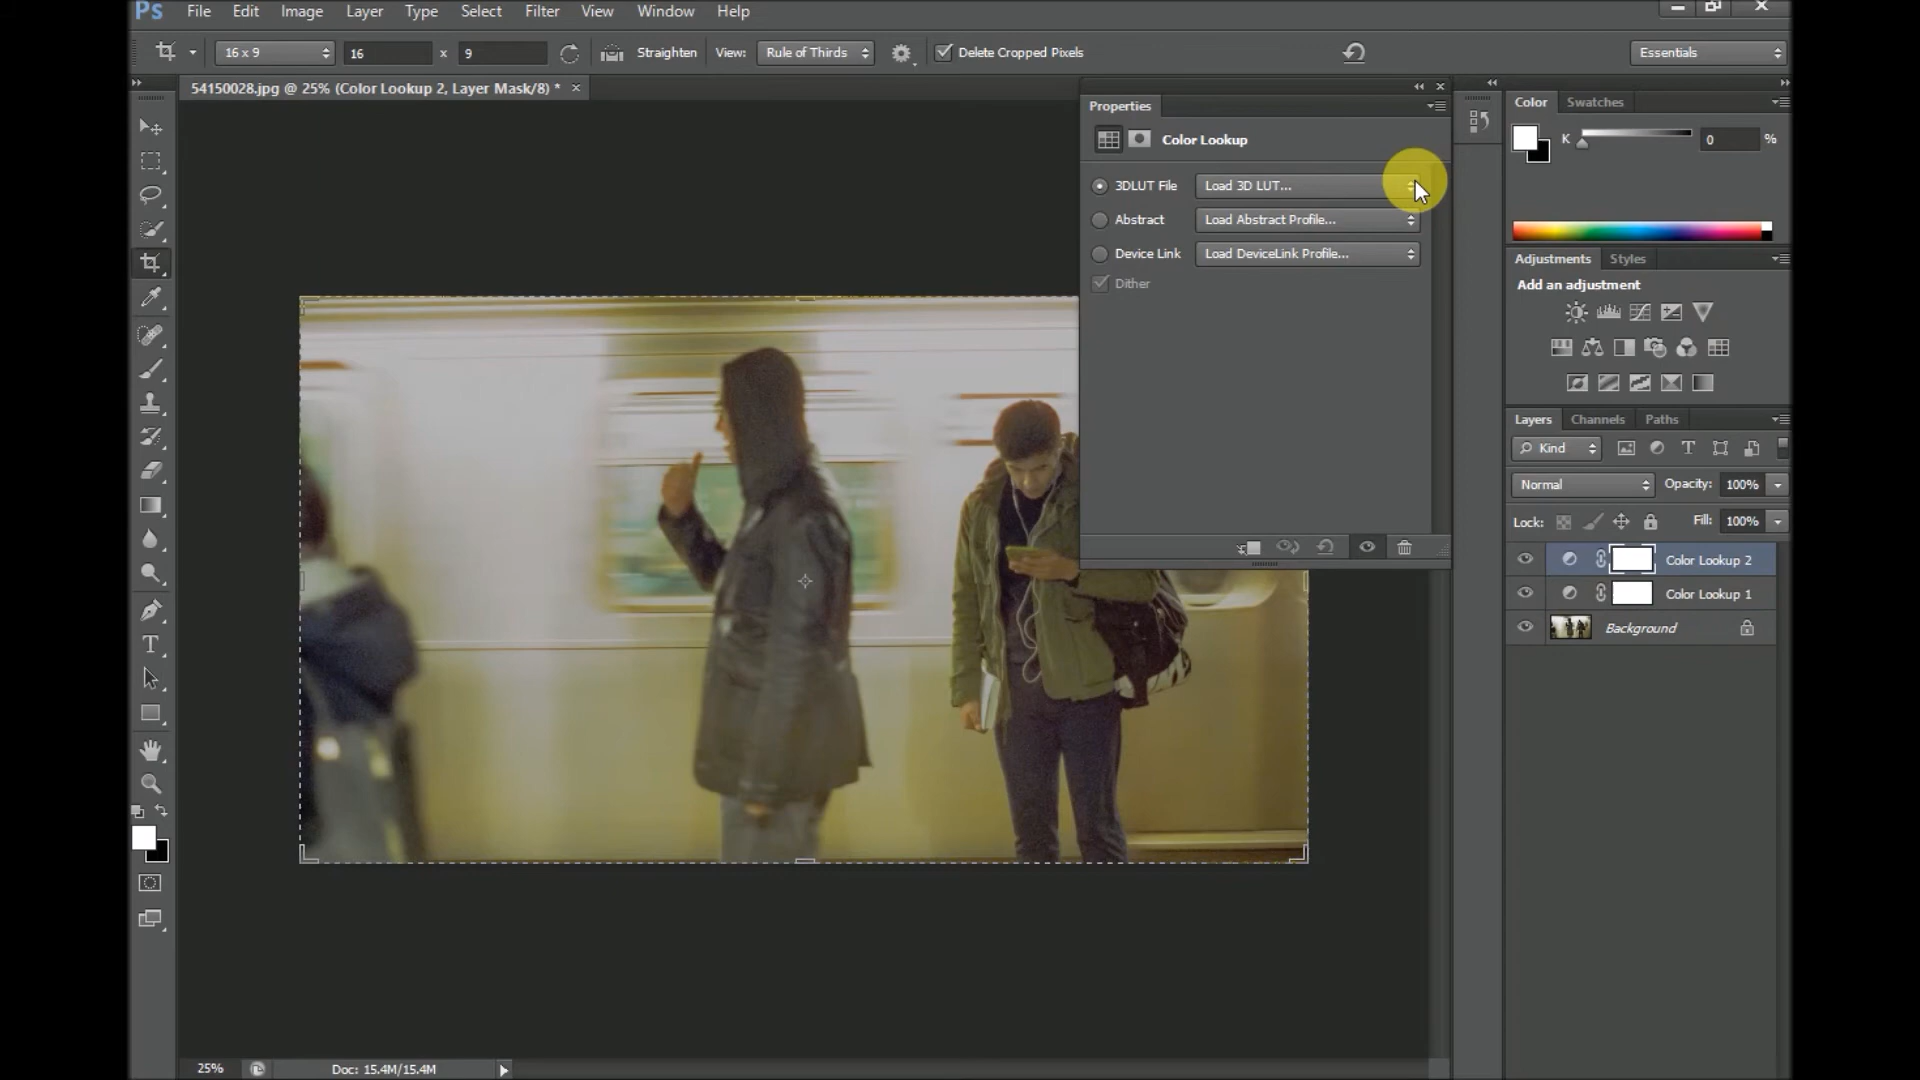 Ps File Edit Image Layer Type Select Filter View Window Help
16 x 9 16 x 9 Straighten View: Rule of Thirds Delete Cropped Pixels Essentials
54150028.jpg @ 25% (Color Lookup 2, Layer Mask/8) * ×
Properties
Color Lookup
3DLUT File Load 3D LUT...
Abstract Load Abstract Profile...
Device Link Load DeviceLink Profile...
Dither
Color Swatches
K 0 %
Adjustments Styles
Add an adjustment
Layers Channels Paths
Kind
Normal Opacity: 100%
Lock: Fill: 100%
Color Lookup 2
Color Lookup 1
Background
25% Doc: 15.4M/15.4M